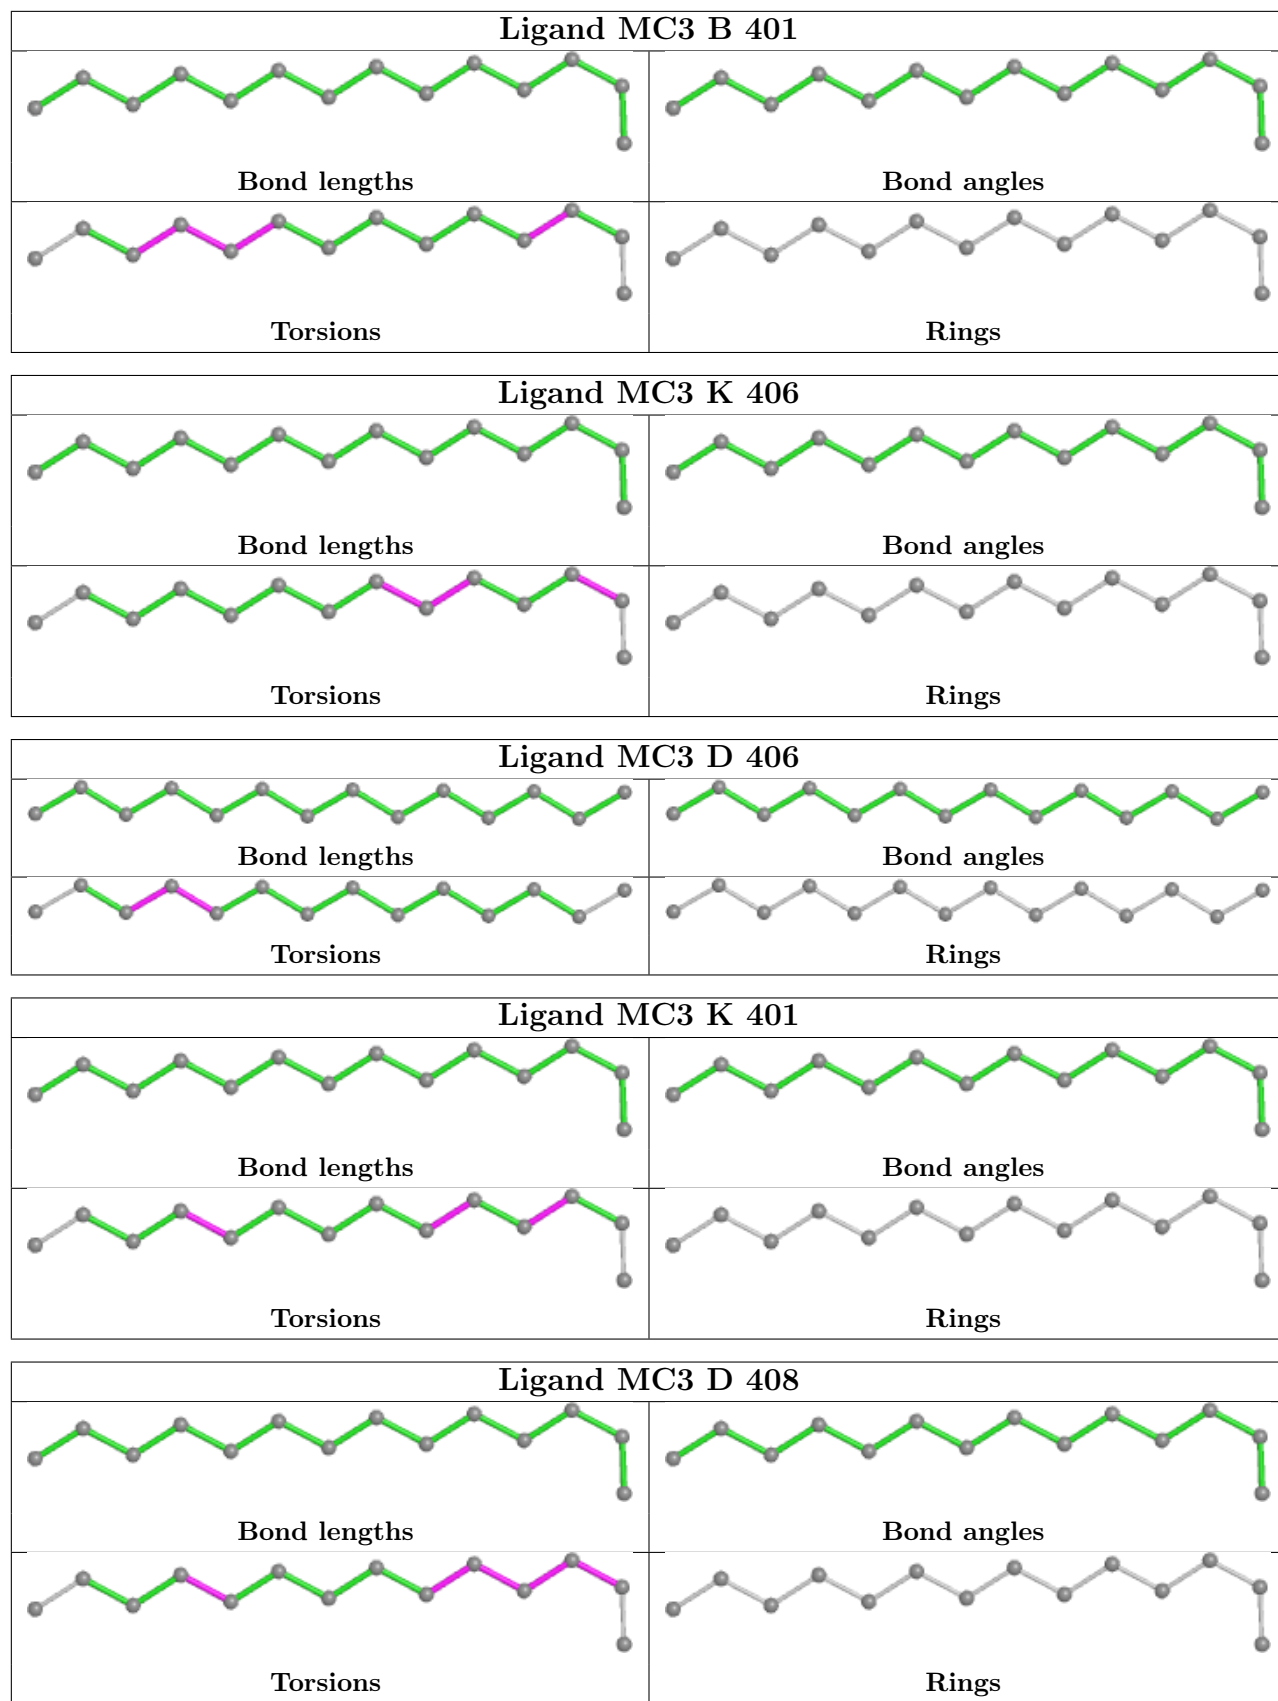 Ligand MC3 B 401
Bond lengths
Bond angles
Torsions
Rings
Ligand MC3 K 406
Bond lengths
Bond angles
Torsions
Rings
Ligand MC3 D 406
Bond lengths
Bond angles
Torsions
Rings
Ligand MC3 K 401
Bond lengths
Bond angles
Torsions
Rings
Ligand MC3 D 408
Bond lengths
Bond angles
Torsions
Rings